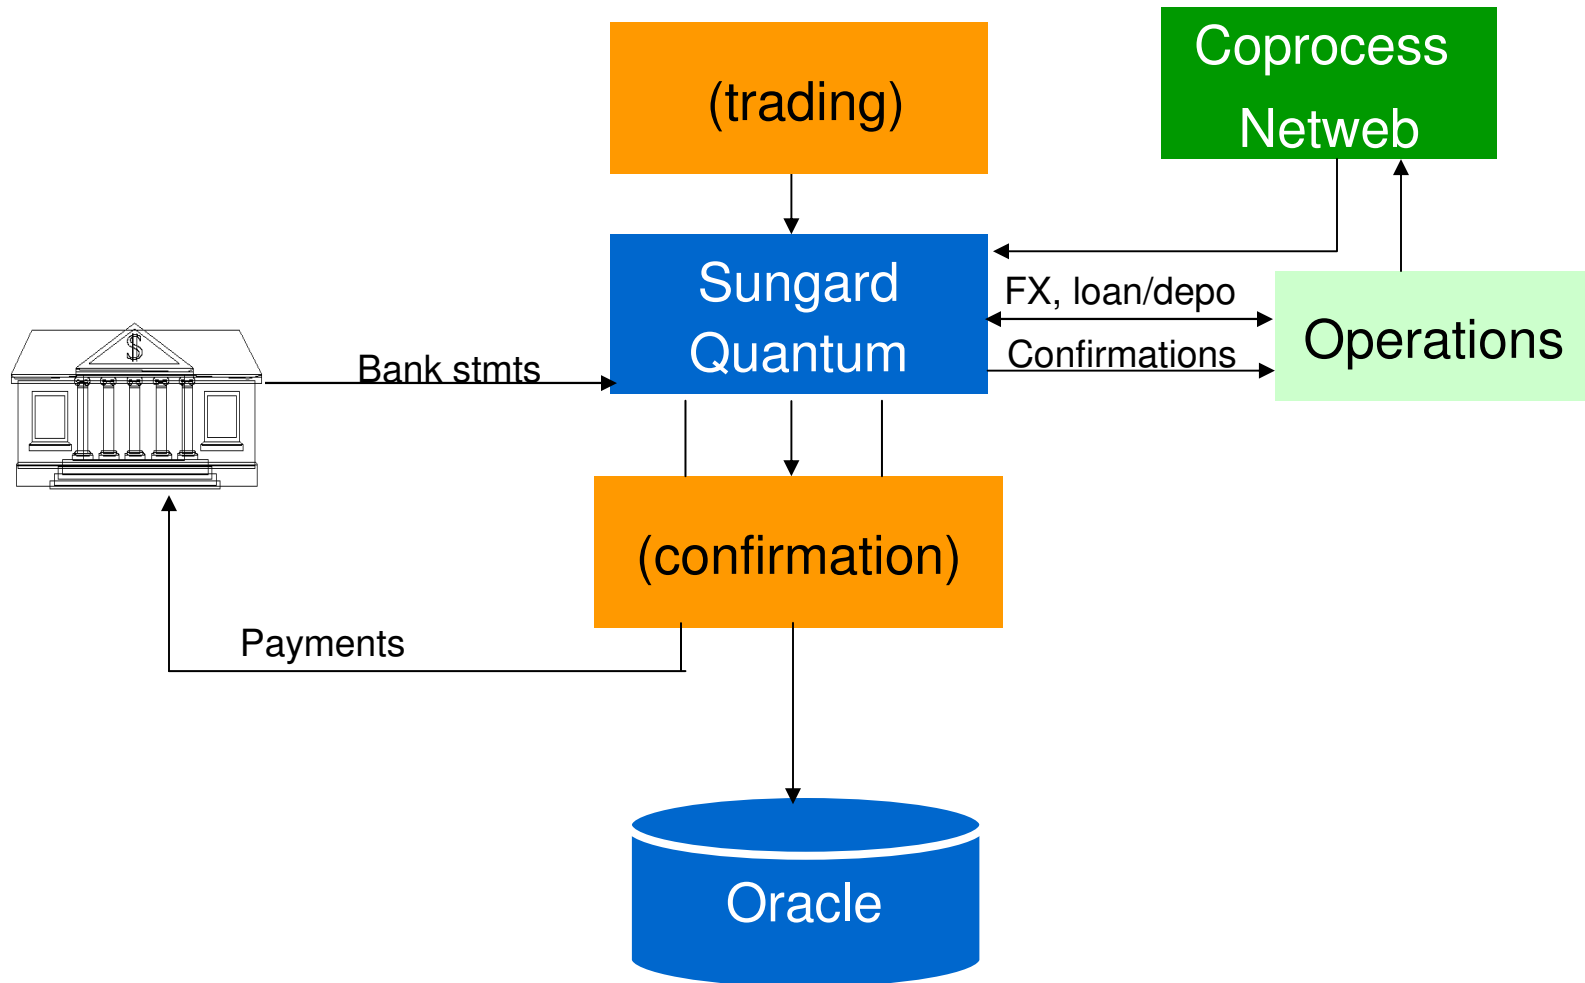 Coprocess
Netweb
(trading)
Sungard
Quantum
FX, loan/depo
Operations
Confirmations
$
Bank stmts
(confirmation)
Payments
Oracle